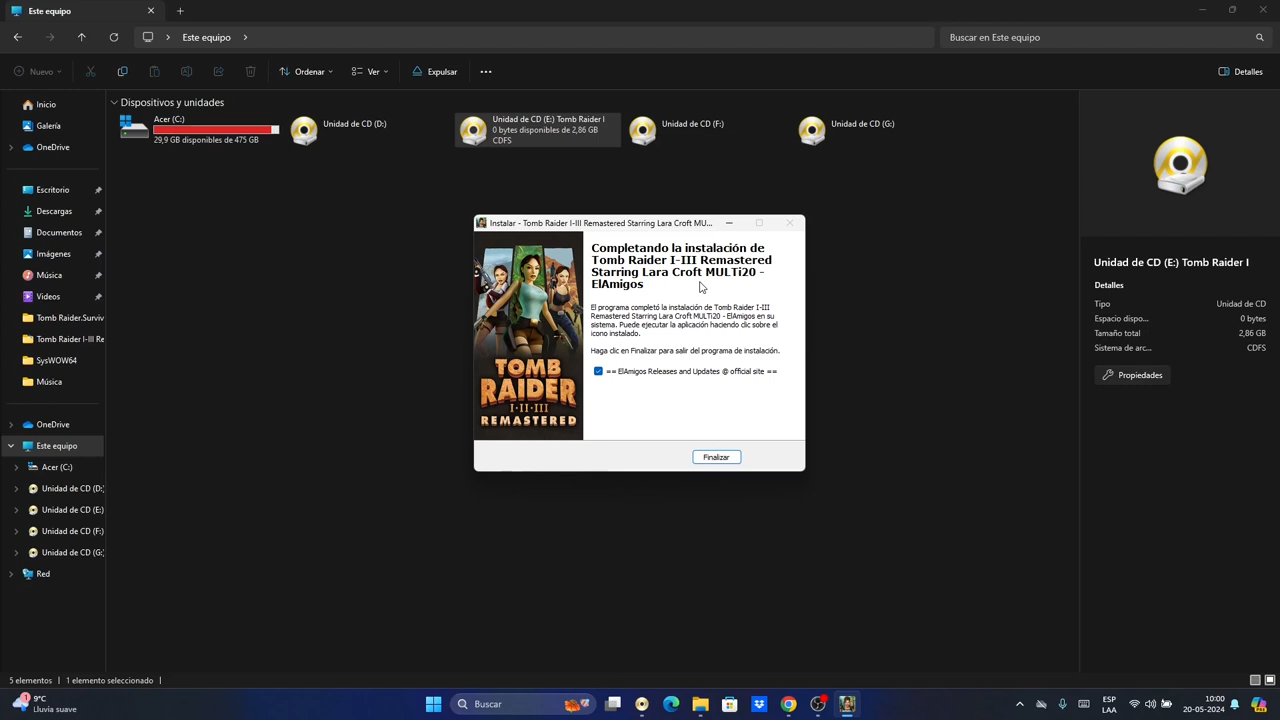 Este equipo
Este equipo
Buscar en Este equipo
Nuevo
Ordenar
Ver
Expulsar
Detalles
Inicio
Galería
OneDrive
Escritorio
Descargas
Documentos
Imágenes
Música
Videos
Tomb Raider.Surviv
Tomb Raider I-III Re
SysWOW64
Música
OneDrive
Este equipo
Acer (C:)
Unidad de CD (D:)
Unidad de CD (E:)
Unidad de CD (F:)
Unidad de CD (G:)
Red
Dispositivos y unidades
Acer (C:)
29,9 GB disponibles de 475 GB
Unidad de CD (D:)
Unidad de CD (E:) Tomb Raider I
0 bytes disponibles de 2,86 GB
CDFS
Unidad de CD (F:)
Unidad de CD (G:)
Instalar - Tomb Raider I-III Remastered Starring Lara Croft MU...
TOMB
RAIDER
I·II·III
REMASTERED
Completando la instalación de
Tomb Raider I-III Remastered
Starring Lara Croft MULTi20 -
ElAmigos
El programa completó la instalación de Tomb Raider I-III
Remastered Starring Lara Croft MULTi20 - ElAmigos en su
sistema. Puede ejecutar la aplicación haciendo clic sobre el
icono instalado.
Haga clic en Finalizar para salir del programa de instalación.
== ElAmigos Releases and Updates @ official site ==
Finalizar
Unidad de CD (E:) Tomb Raider I
Detalles
Tipo Unidad de CD
Espacio dispo... 0 bytes
Tamaño total 2,86 GB
Sistema de arc... CDFS
Propiedades
5 elementos
1 elemento seleccionado
1
9°C
Lluvia suave
Buscar
ESP
LAA
10:00
20-05-2024